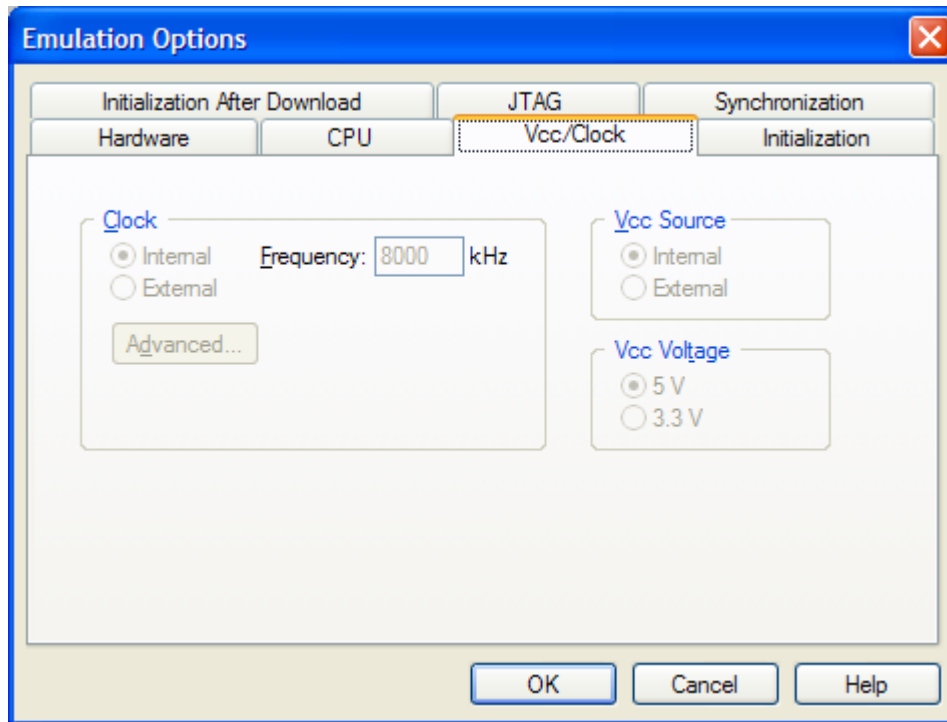 Emulation Options
Initialization After Download JTAG Synchronization
Hardware CPU Vcc/Clock Initialization
Clock Vcc Source
Internal Frequency: 8000 kHz Internal
External External
Advanced...
Vcc Voltage
5 V
3.3 V
OK Cancel Help